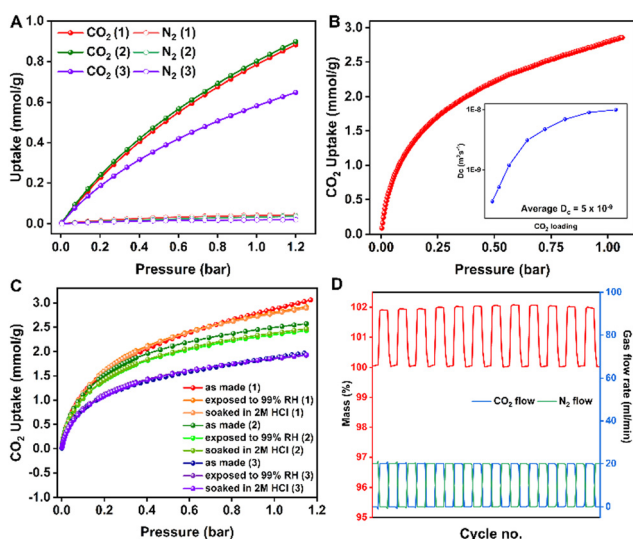 A
CO2 (1) N2 (1)
CO2 (2) N2 (2)
CO2 (3) N2 (3)
Uptake (mmol/g)
0.8
0.6
0.4
0.2
0.0
0.0 0.2 0.4 0.6 0.8 1.0 1.2
Pressure (bar)
B
CO2 Uptake (mmol/g)
3.0
2.5
2.0
1.5
1.0
0.5
0.0
1E-8
1E-9
Dc (m²s⁻¹)
Average Dc = 5 x 10⁻⁹
CO2 loading
0.00 0.25 0.50 0.75 1.00
Pressure (bar)
C
CO2 Uptake (mmol/g)
3.0
2.5
2.0
1.5
1.0
0.5
0.0
-0.5
-1.0
as made (1)
exposed to 99% RH (1)
soaked in 2M HCl (1)
as made (2)
exposed to 99% RH (2)
soaked in 2M HCl (2)
as made (3)
exposed to 99% RH (3)
soaked in 2M HCl (3)
0.0 0.2 0.4 0.6 0.8 1.0 1.2
Pressure (bar)
D
Mass (%)
102
101
100
97
96
95
100
80
60
40
20
0
Gas flow rate (ml/min)
CO2 flow N2 flow
Cycle no.